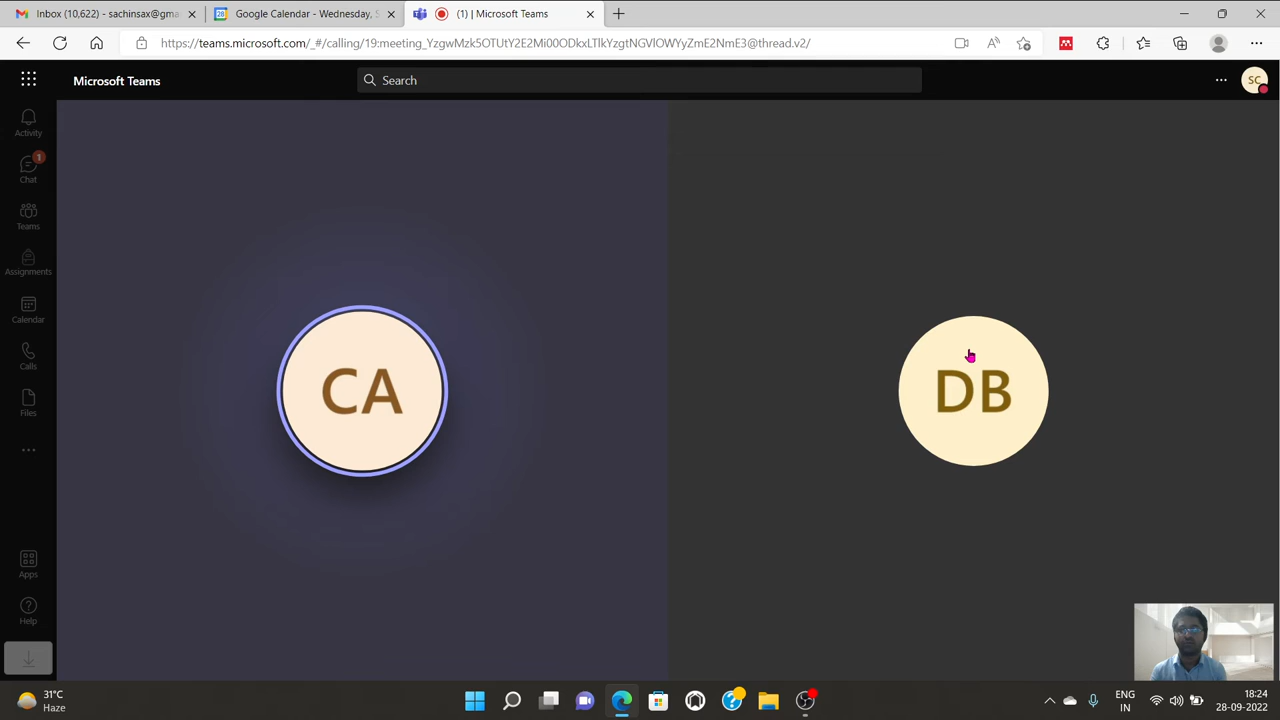 Inbox (10,622) - sachinsax@gma
Google Calendar - Wednesday, S
(1) | Microsoft Teams
https://teams.microsoft.com/_#/calling/19:meeting_YzgwMzk5OTUtY2E2Mi00ODkxLTlkYzgtNGVlOWYyZmE2NmE3@thread.v2/
Microsoft Teams
Search
SC
Activity
1
Chat
Teams
Assignments
Calendar
Calls
Files
CA
DB
Apps
Help
31°C
Haze
ENG
IN
18:24
28-09-2022